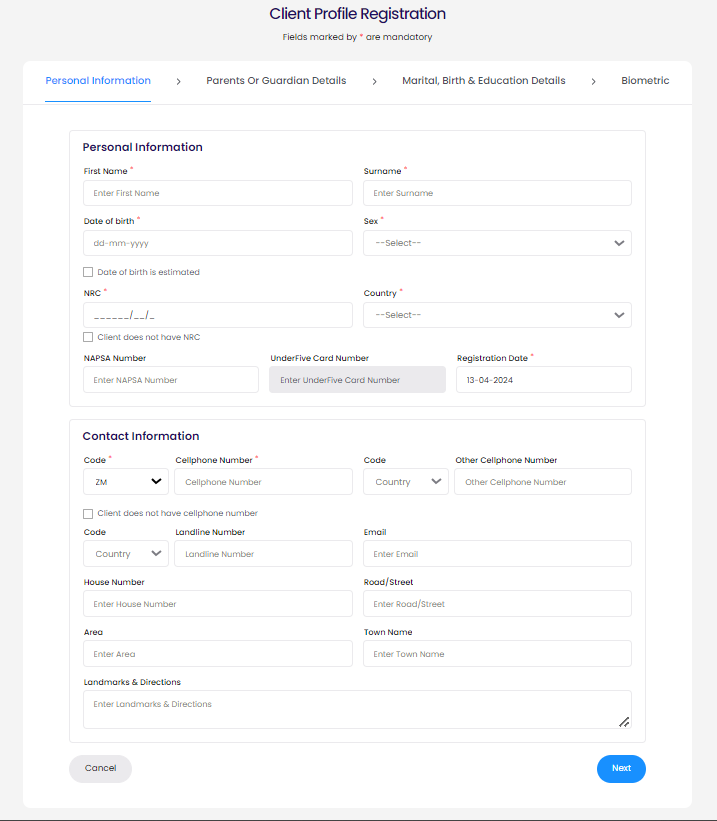 Client Profile Registration
Fields marked by * are mandatory
Personal Information > Parents Or Guardian Details > Marital, Birth & Education Details > Biometric
Personal Information
First Name * Surname *
Enter First Name Enter Surname
Date of birth * Sex *
dd-mm-yyyy --Select--
Date of birth is estimated
NRC * Country *
______/__/_ --Select--
Client does not have NRC
NAPSA Number UnderFive Card Number Registration Date *
Enter NAPSA Number Enter UnderFive Card Number 13-04-2024
Contact Information
Code * Cellphone Number * Code Other Cellphone Number
ZM Cellphone Number Country Other Cellphone Number
Client does not have cellphone number
Code Landline Number Email
Country Landline Number Enter Email
House Number Road/Street
Enter House Number Enter Road/Street
Area Town Name
Enter Area Enter Town Name
Landmarks & Directions
Enter Landmarks & Directions
Cancel Next